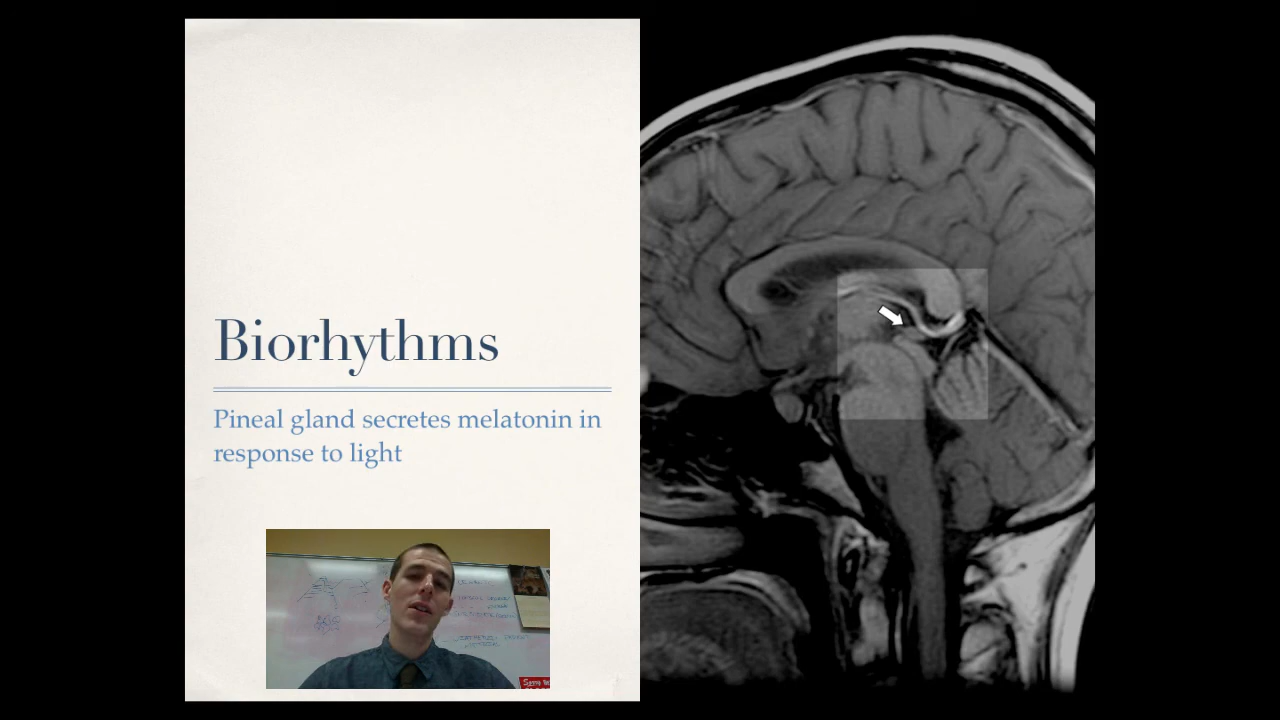 Biorhythms
Pineal gland secretes melatonin in
response to light